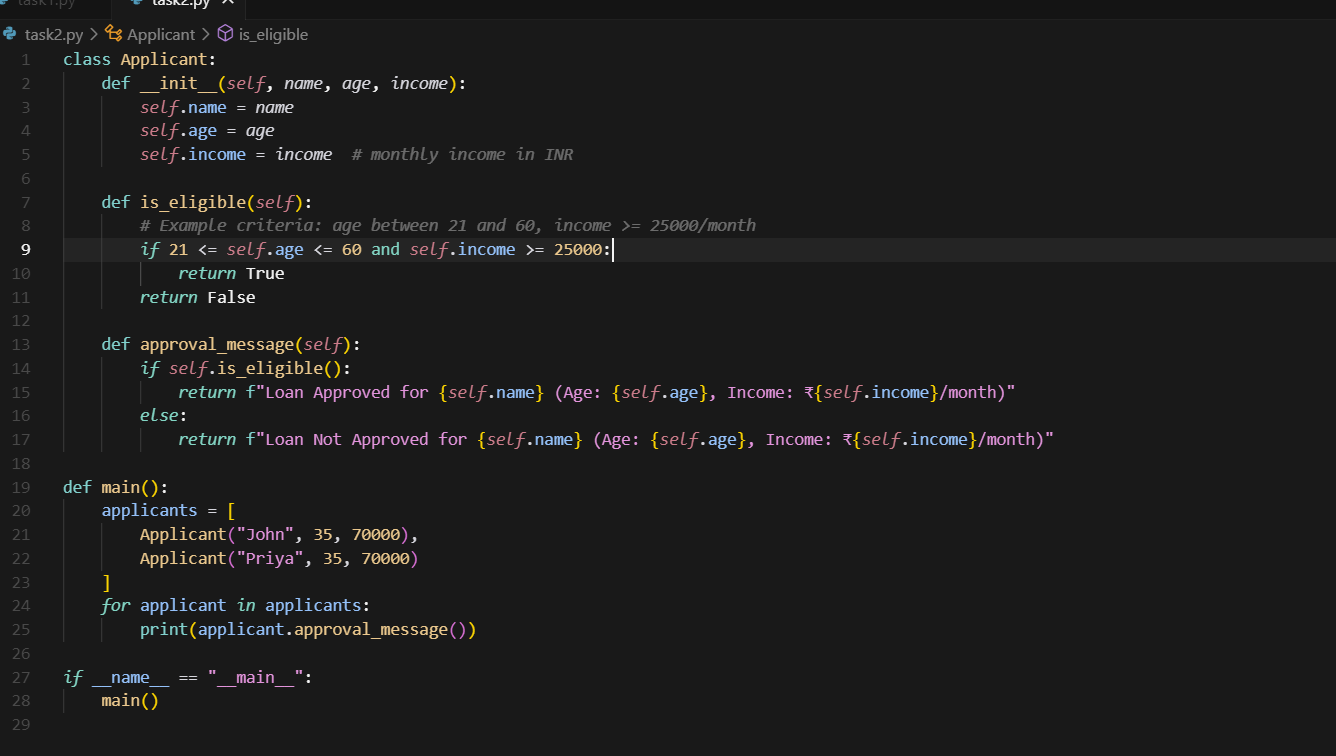 task1.py
task2.py
task2.py > Applicant > is_eligible
1 class Applicant:
2     def __init__(self, name, age, income):
3         self.name = name
4         self.age = age
5         self.income = income  # monthly income in INR
6
7     def is_eligible(self):
8         # Example criteria: age between 21 and 60, income >= 25000/month
9         if 21 <= self.age <= 60 and self.income >= 25000:
10             return True
11         return False
12
13     def approval_message(self):
14         if self.is_eligible():
15             return f"Loan Approved for {self.name} (Age: {self.age}, Income: ₹{self.income}/month)"
16         else:
17             return f"Loan Not Approved for {self.name} (Age: {self.age}, Income: ₹{self.income}/month)"
18
19 def main():
20     applicants = [
21         Applicant("John", 35, 70000),
22         Applicant("Priya", 35, 70000)
23     ]
24     for applicant in applicants:
25         print(applicant.approval_message())
26
27 if __name__ == "__main__":
28     main()
29